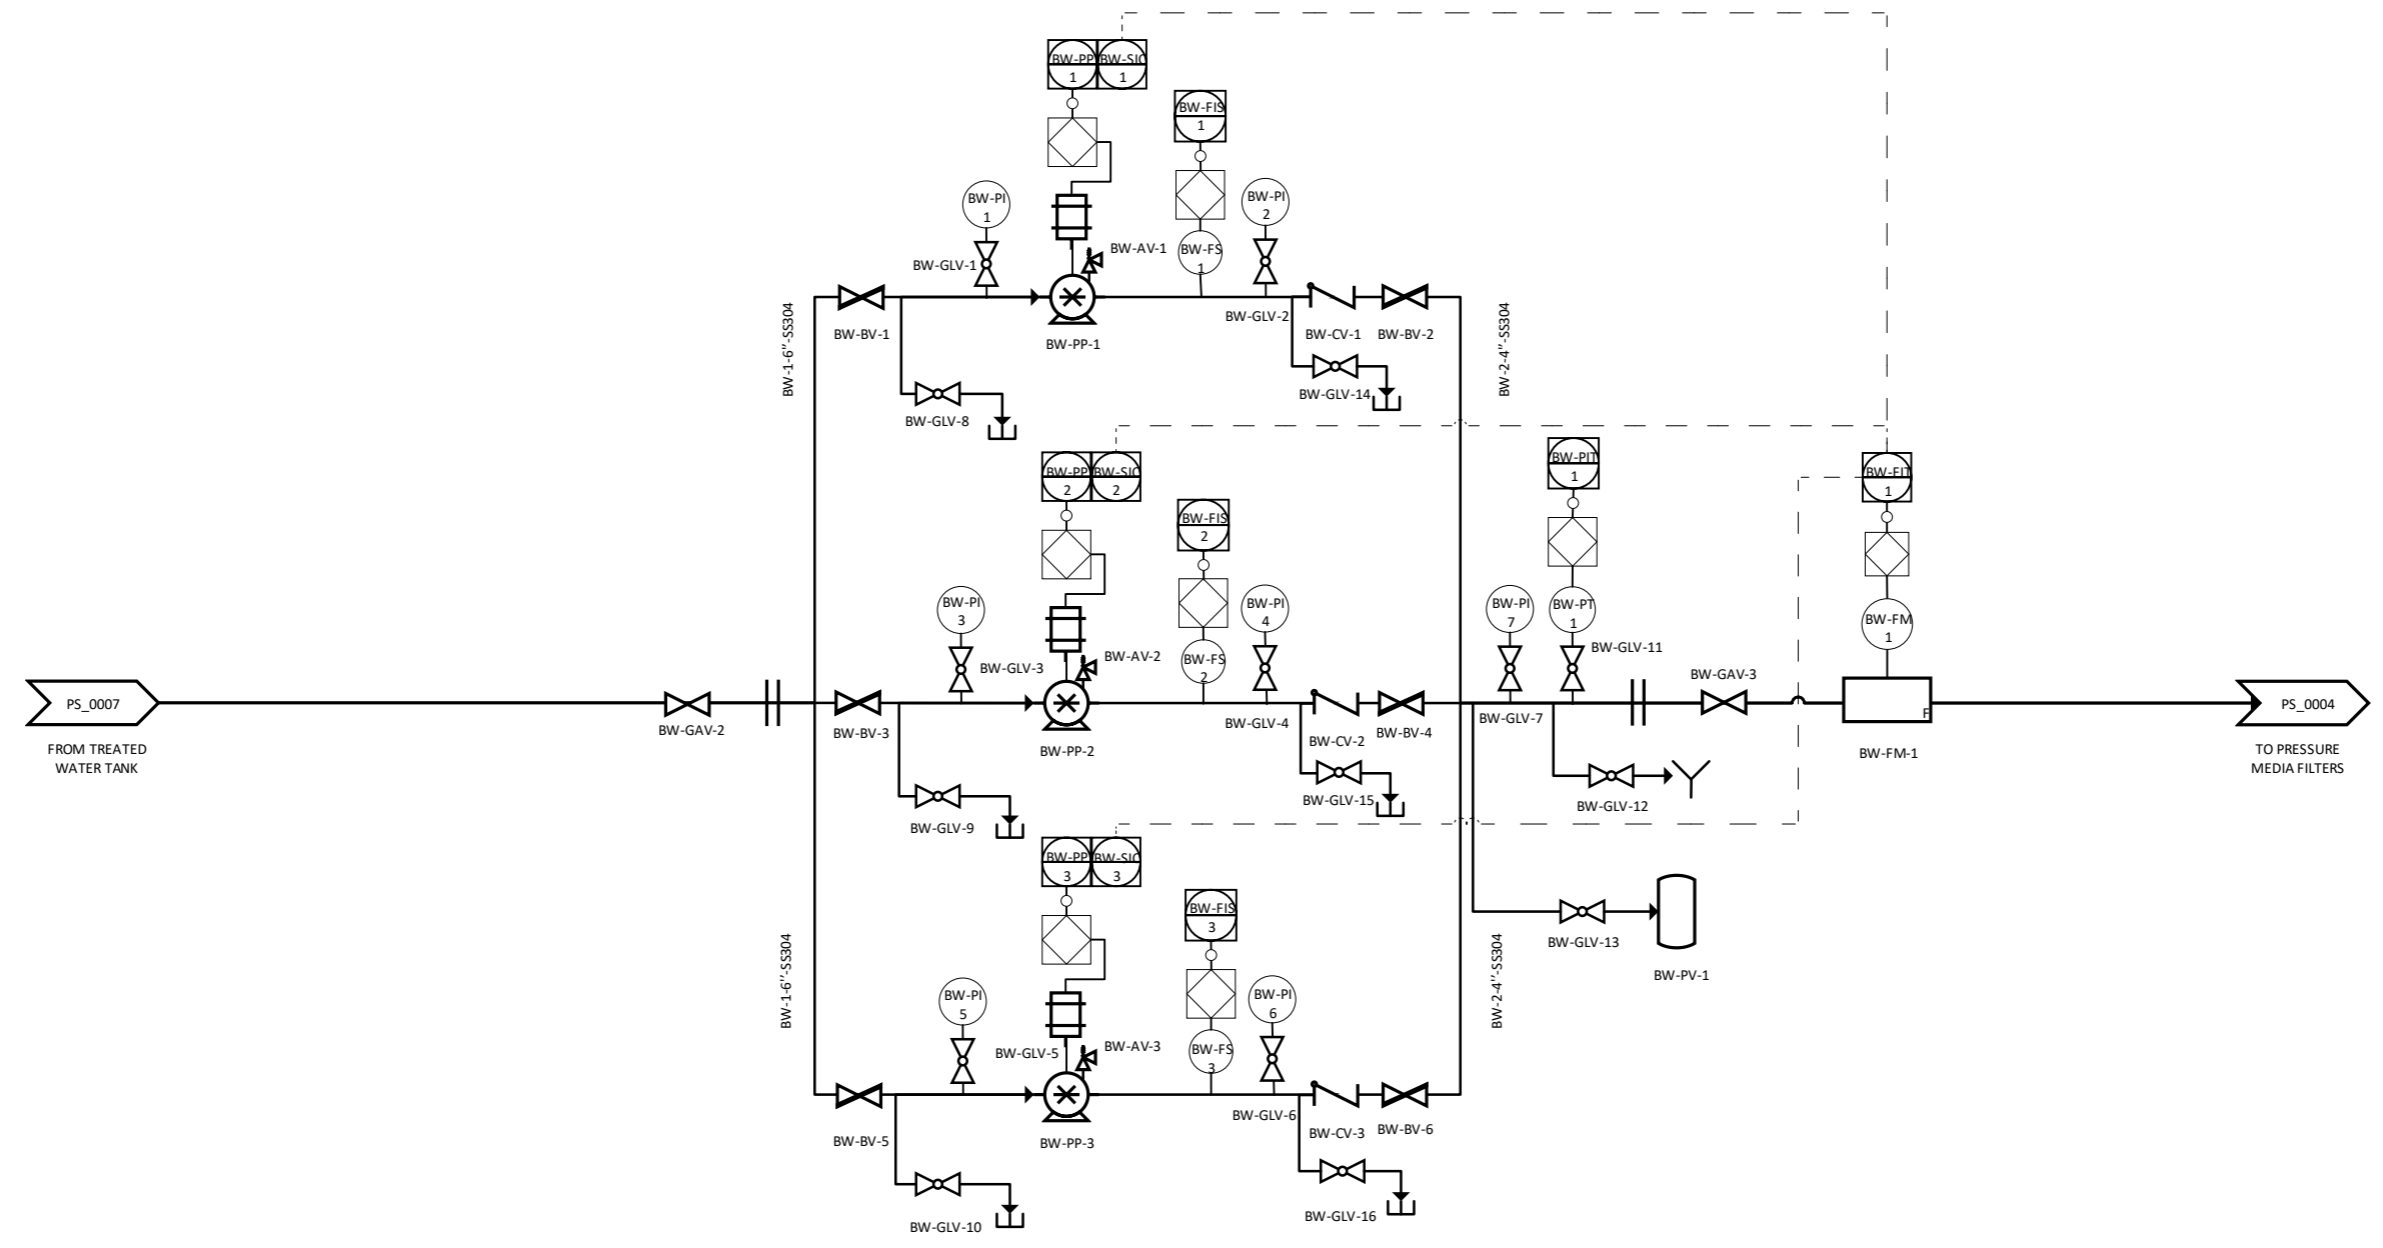 BW-PP
1
BW-SIC
1
BW-FIS
1
BW-PI
1
BW-PI
2
BW-GLV-1
BW-AV-1
BW-FS
1
BW-1-6"-SS304
BW-BV-1
BW-PP-1
BW-GLV-2
BW-CV-1
BW-BV-2
BW-2-4"-SS304
BW-GLV-8
BW-GLV-14
BW-PP
2
BW-SIC
2
BW-FIS
2
BW-PIT
1
BW-FIT
1
BW-PI
3
BW-PI
4
BW-PI
7
BW-PT
1
BW-FM
1
BW-GLV-3
BW-AV-2
BW-FS
2
BW-GLV-11
BW-GAV-3
PS_0007
FROM TREATED
WATER TANK
BW-GAV-2
BW-BV-3
BW-PP-2
BW-GLV-4
BW-CV-2
BW-BV-4
BW-GLV-7
F
BW-FM-1
PS_0004
TO PRESSURE
MEDIA FILTERS
BW-GLV-9
BW-GLV-15
BW-GLV-12
BW-PP
3
BW-SIC
3
BW-FIS
3
BW-GLV-13
BW-PV-1
BW-1-6"-SS304
BW-2-4"-SS304
BW-PI
5
BW-PI
6
BW-GLV-5
BW-AV-3
BW-FS
3
BW-BV-5
BW-PP-3
BW-GLV-6
BW-CV-3
BW-BV-6
BW-GLV-10
BW-GLV-16